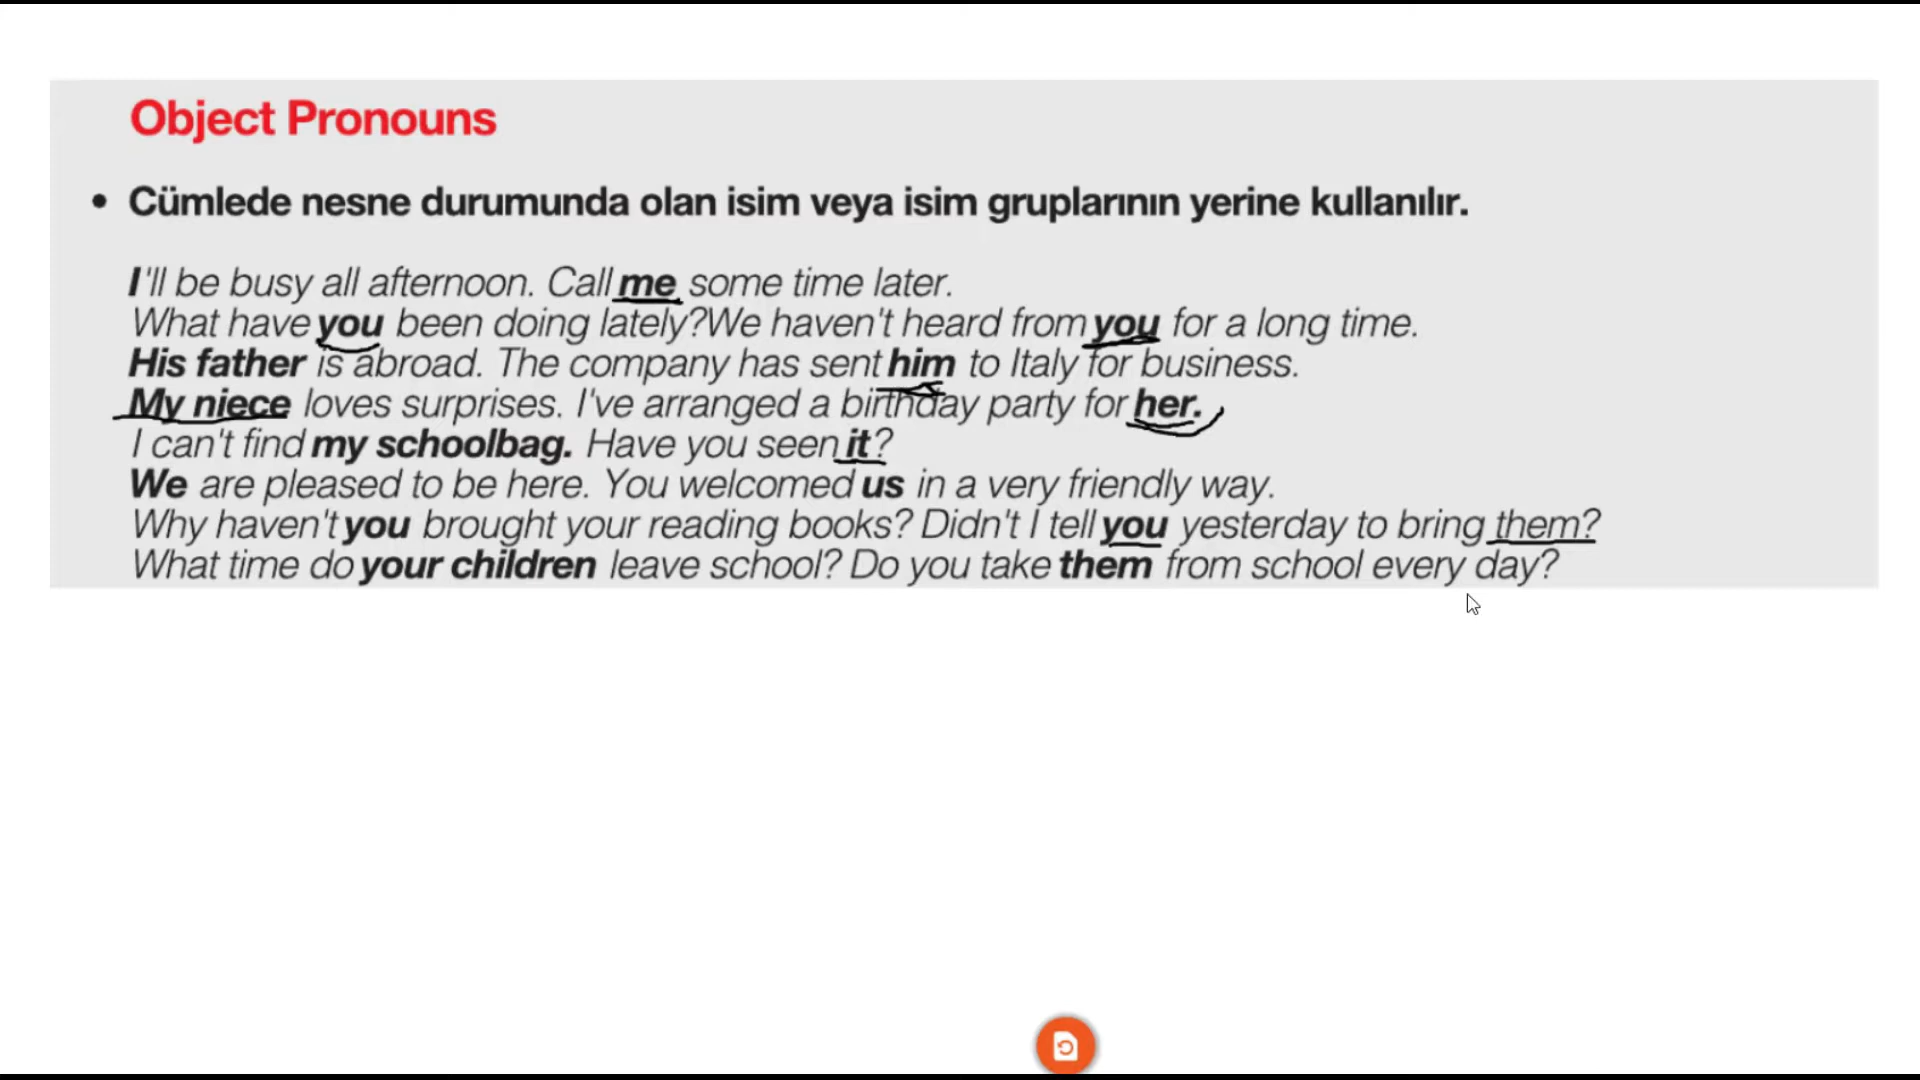 Object Pronouns
• Cümlede nesne durumunda olan isim veya isim gruplarının yerine kullanılır.
I'll be busy all afternoon. Call me some time later.
What have you been doing lately?We haven't heard from you for a long time.
His father is abroad. The company has sent him to Italy for business.
My niece loves surprises. I've arranged a birthday party for her.
I can't find my schoolbag. Have you seen it?
We are pleased to be here. You welcomed us in a very friendly way.
Why haven't you brought your reading books? Didn't I tell you yesterday to bring them?
What time do your children leave school? Do you take them from school every day?